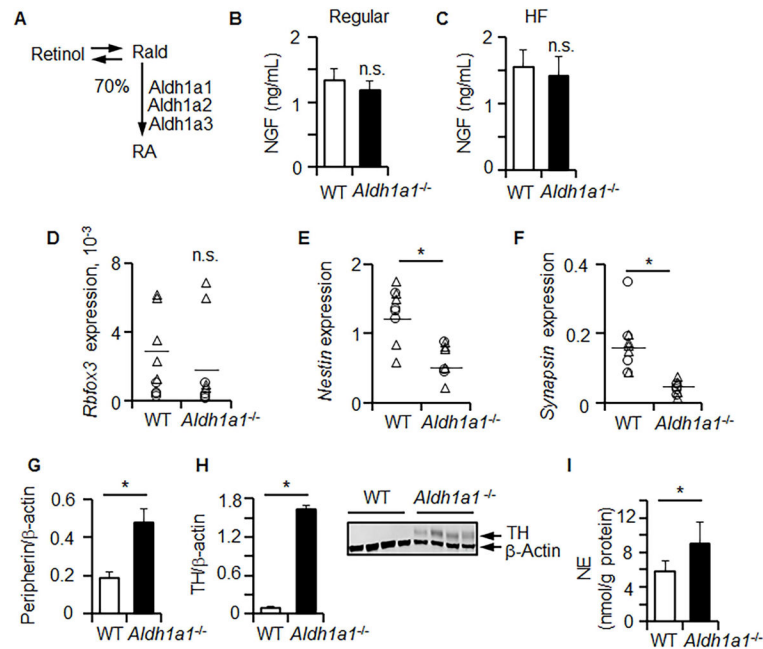 A
Retinol
Rald
70%
Aldh1a1
Aldh1a2
Aldh1a3
RA
B
Regular
NGF (ng/mL)
2
1
0
n.s.
WT Aldh1a1-/-
C
HF
NGF (ng/mL)
2
1
0
n.s.
WT Aldh1a1-/-
D
Rbfox3 expression, 10-3
8
4
0
n.s.
WT Aldh1a1-/-
E
Nestin expression
2
1
0
*
WT Aldh1a1-/-
F
Synapsin expression
0.4
0.2
0
*
WT Aldh1a1-/-
G
Peripherin/β-actin
0.6
0.4
0.2
0
*
WT Aldh1a1-/-
H
TH/β-actin
1.8
1.2
0.6
0
*
WT Aldh1a1-/-
WT Aldh1a1 -/-
TH
β-Actin
I
NE
(nmol/g protein)
12
8
4
0
*
WT Aldh1a1-/-